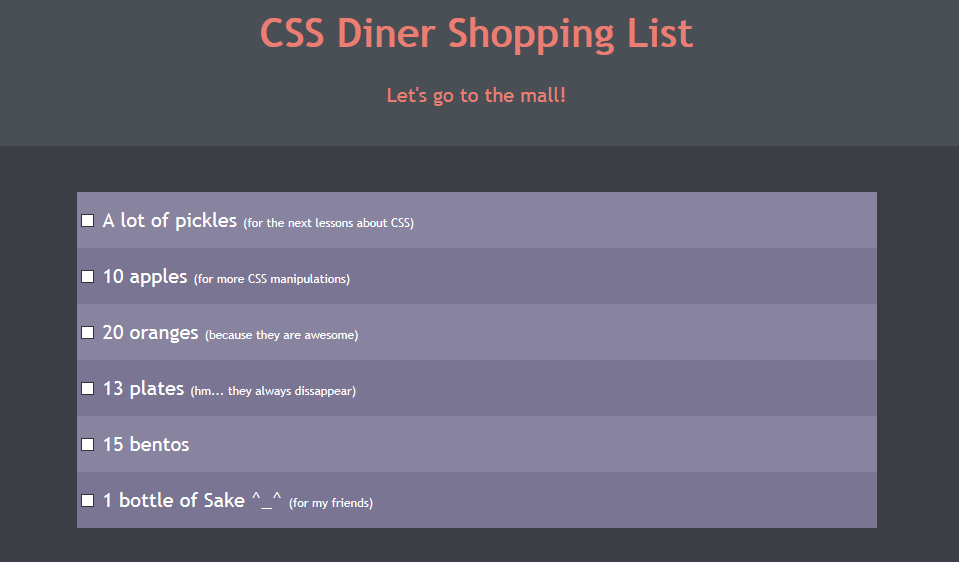 CSS Diner Shopping List
Let's go to the mall!
A lot of pickles (for the next lessons about CSS)
10 apples (for more CSS manipulations)
20 oranges (because they are awesome)
13 plates (hm... they always dissappear)
15 bentos
1 bottle of Sake ^_^ (for my friends)